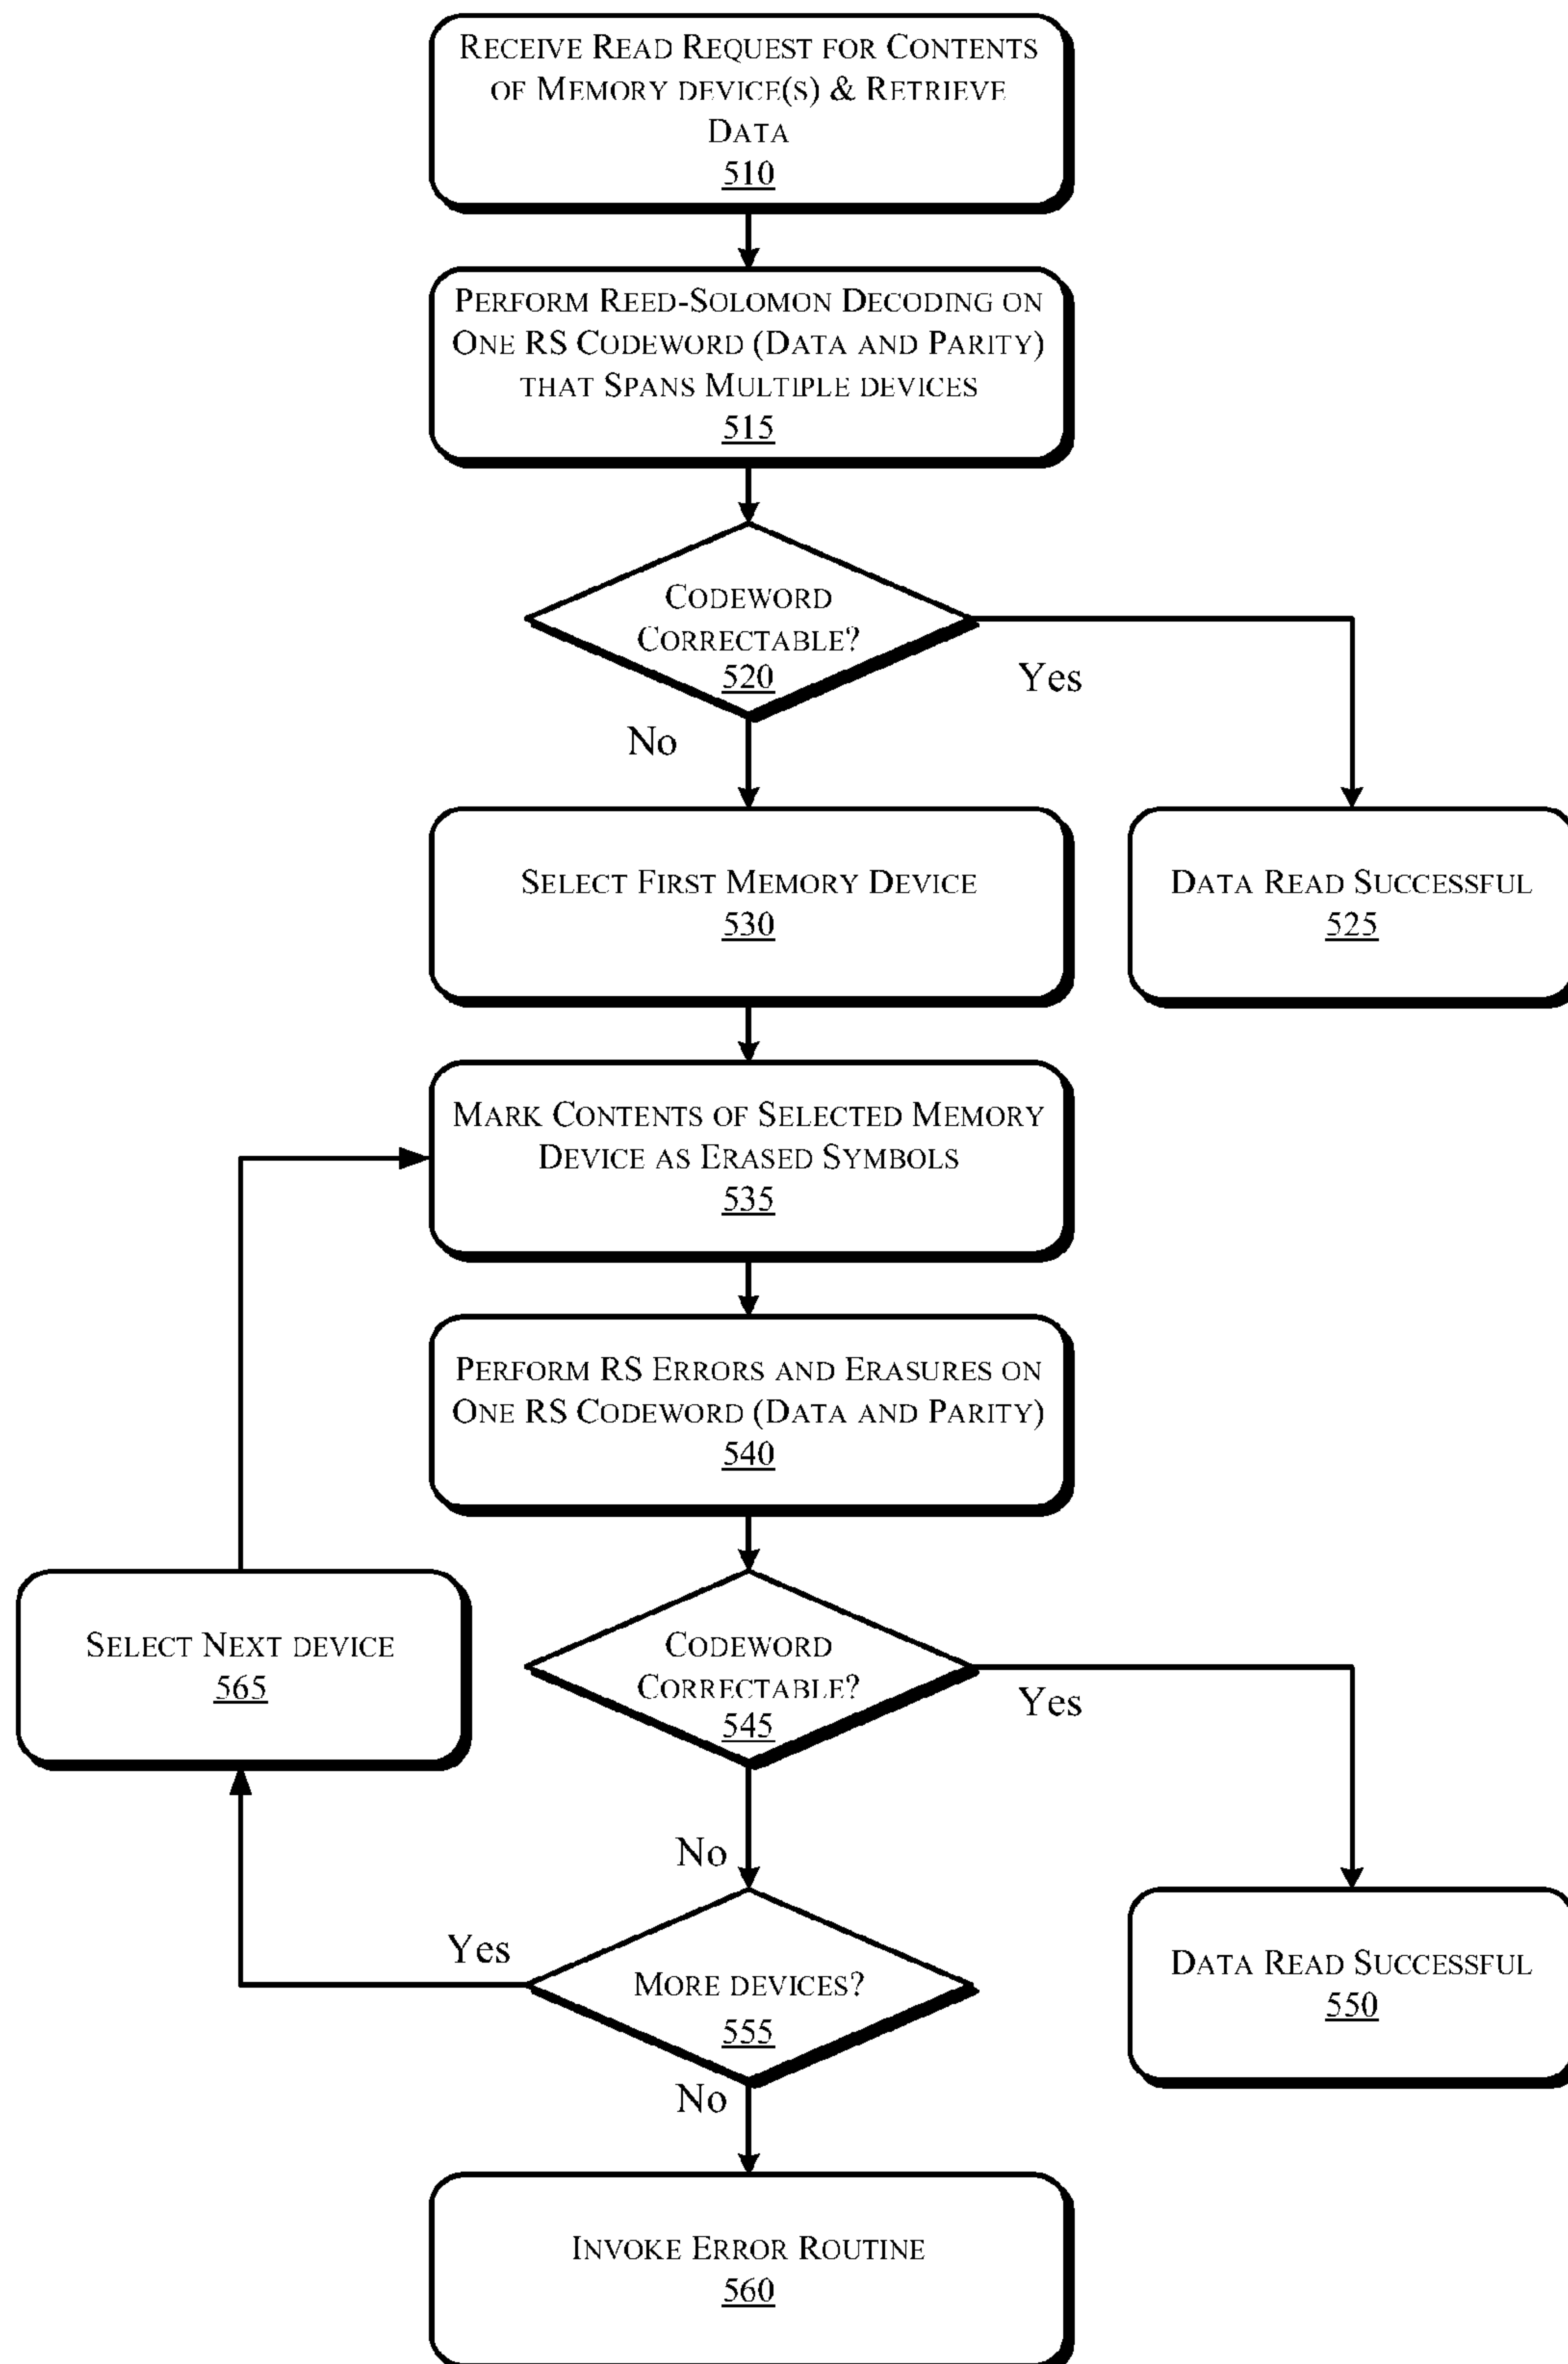 RECEIVE READ REQUEST FOR CONTENTS
OF MEMORY DEVICE(S) & RETRIEVE
DATA
510
PERFORM REED-SOLOMON DECODING ON
ONE RS CODEWORD (DATA AND PARITY)
THAT SPANS MULTIPLE DEVICES
515
CODEWORD
CORRECTABLE?
520
Yes
No
SELECT FIRST MEMORY DEVICE
530
DATA READ SUCCESSFUL
525
MARK CONTENTS OF SELECTED MEMORY
DEVICE AS ERASED SYMBOLS
535
PERFORM RS ERRORS AND ERASURES ON
ONE RS CODEWORD (DATA AND PARITY)
540
SELECT NEXT DEVICE
565
CODEWORD
CORRECTABLE?
545
Yes
No
Yes
MORE DEVICES?
555
DATA READ SUCCESSFUL
550
No
INVOKE ERROR ROUTINE
560